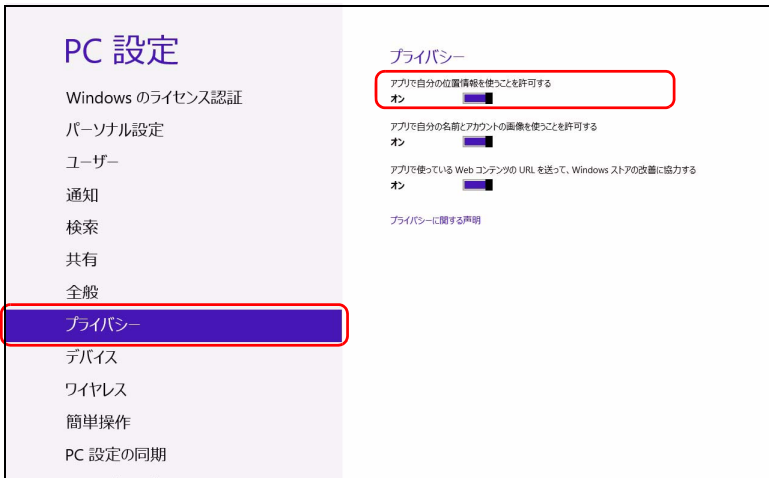 PC 設定
Windows のライセンス認証
パーソナル設定
ユーザー
通知
検索
共有
全般
プライバシー
デバイス
ワイヤレス
簡単操作
PC 設定の同期
プライバシー
アプリで自分の位置情報を使うことを許可する
オン
アプリで自分の名前とアカウントの画像を使うことを許可する
オン
アプリで使っている Web コンテンツの URL を送って、Windows ストアの改善に協力する
オン
プライバシーに関する声明